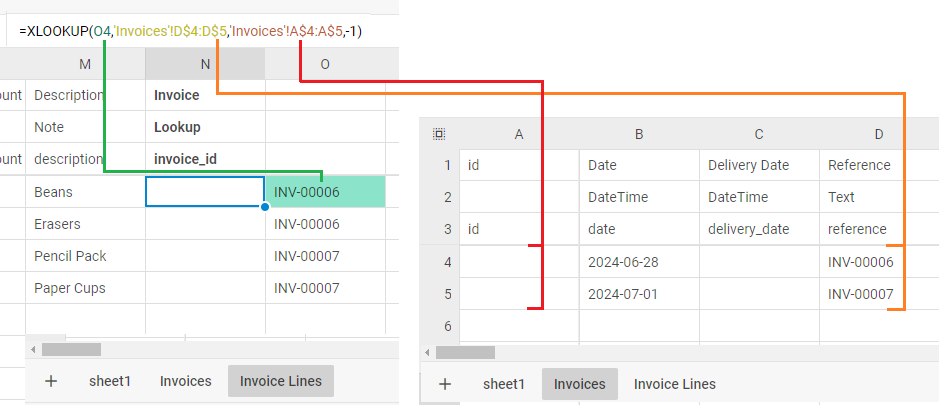 =XLOOKUP(O4,'Invoices'!D$4:D$5,'Invoices'!A$4:A$5,-1)
M N O
ount Description Invoice
Note Lookup
ount description invoice_id
Beans INV-00006
Erasers INV-00006
Pencil Pack INV-00007
Paper Cups INV-00007
+ sheet1 Invoices Invoice Lines
A B C D
1 id Date Delivery Date Reference
2 DateTime DateTime Text
3 id date delivery_date reference
4 2024-06-28 INV-00006
5 2024-07-01 INV-00007
6
+ sheet1 Invoices Invoice Lines